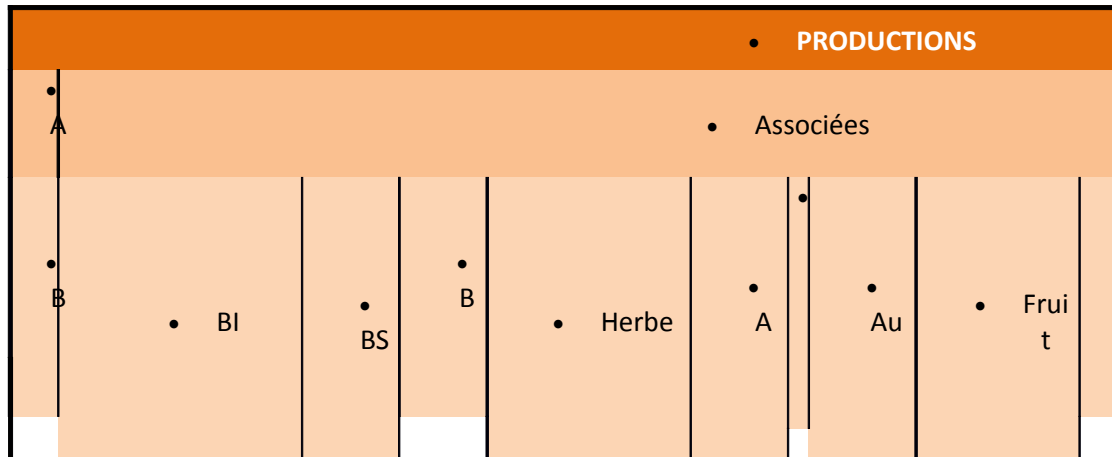 • PRODUCTIONS
• A
• Associées
• B
• BI
• BS
• B
• Herbe
• A
•
• Au
• Frui
t